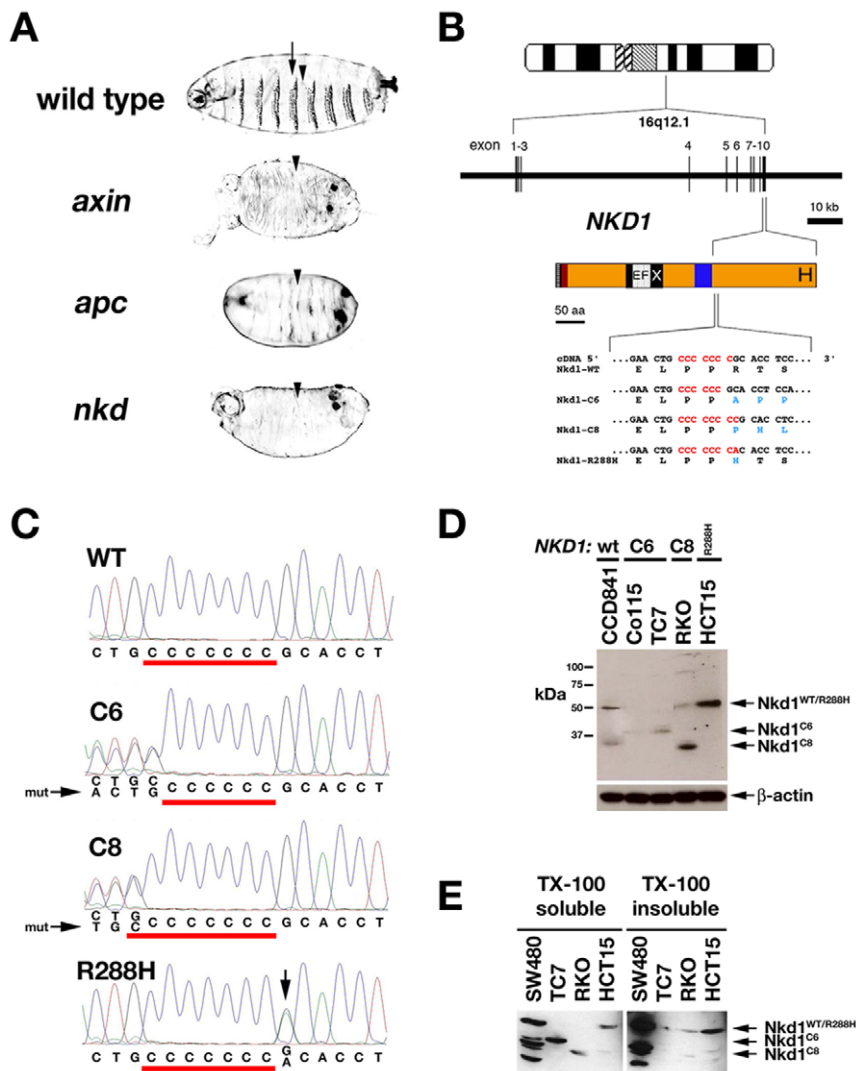 A
wild type
axin
apc
nkd
B
16q12.1
exon 1-3 4 5 6 7-10
10 kb
NKD1
EF X H
50 aa
cDNA 5' ...GAA CTG CCC CCC CGC ACC TCC... 3'
Nkd1-WT E L P P R T S
...GAA CTG CCC CCC GCA CCT CCA...
Nkd1-C6 E L P P A P P
...GAA CTG CCC CCC CCG CAC CTC...
Nkd1-C8 E L P P P H L
...GAA CTG CCC CCC CAC ACC TCC...
Nkd1-R288H E L P P H T S
C
WT
C T G C C C C C C C G C A C C T
C6
C T G C
mut A C T G C C C C C C G C A C C T
C8
C T G C C C C C C C G C A C C T
mut T G C
R288H
C T G C C C C C C C G C A C C T
A
D
NKD1: wt C6 C8 R288H
CCD841 Co115 TC7 RKO HCT15
kDa
100
75
50
37
Nkd1WT/R288H
Nkd1C6
Nkd1C8
β-actin
E
TX-100 soluble
TX-100 insoluble
SW480 TC7 RKO HCT15 SW480 TC7 RKO HCT15
Nkd1WT/R288H
Nkd1C6
Nkd1C8